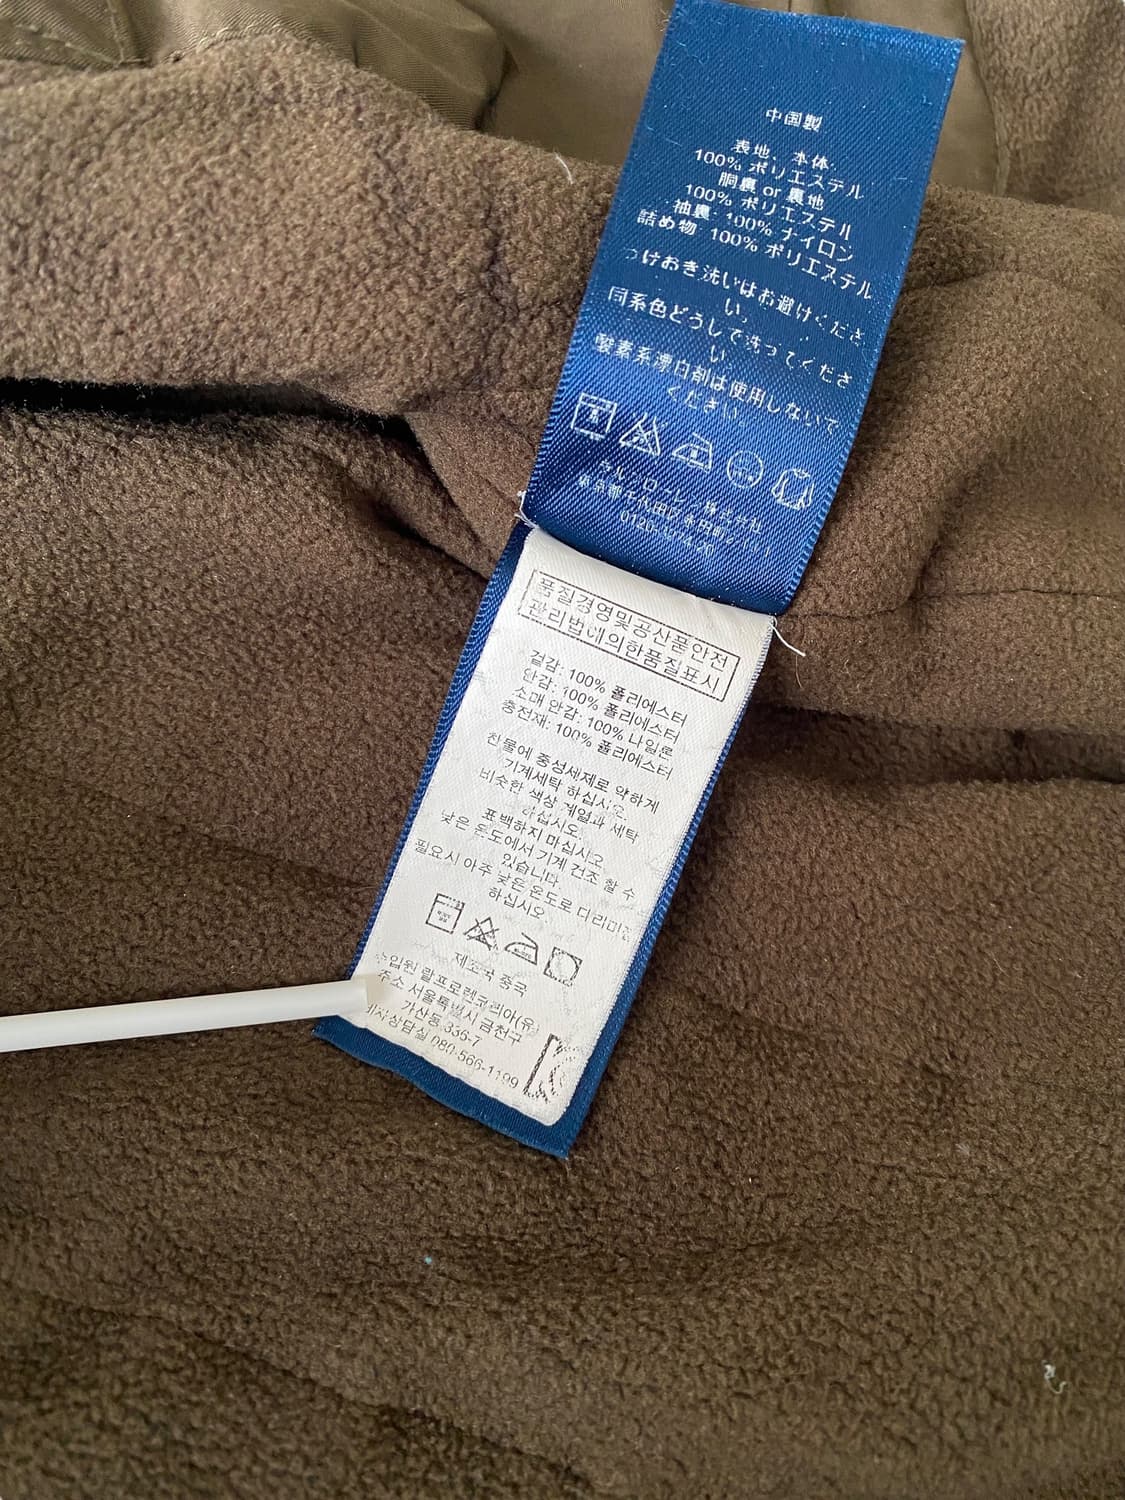 中国製
表地、本体
100% ポリエステル
胴裏 or 裏地
100% ポリエステル
袖裏: 100% ナイロン
詰め物 100% ポリエステル
つけおき洗いはお避けくださ
い。
同系色どうしで洗ってくださ
い
酸素系漂白剤は使用しないで
ください
품질경영및공산품안전
관리법에의한품질표시
겉감: 100% 폴리에스터
안감: 100% 폴리에스터
소매 안감: 100% 나일론
충전재: 100% 폴리에스터
찬물에 중성세제로 약하게
기계세탁 하십시오.
비슷한 색상 계열과 세탁
하십시오.
표백하지 마십시오
낮은 온도에서 기계 건조 할 수
있습니다
필요시 아주 낮은 온도로 다리미질
하십시오.
제조국 중국
수입원 랄프로렌코리아(유
주소 서울특별시 금천구
가산동 336-7
080-566-1199